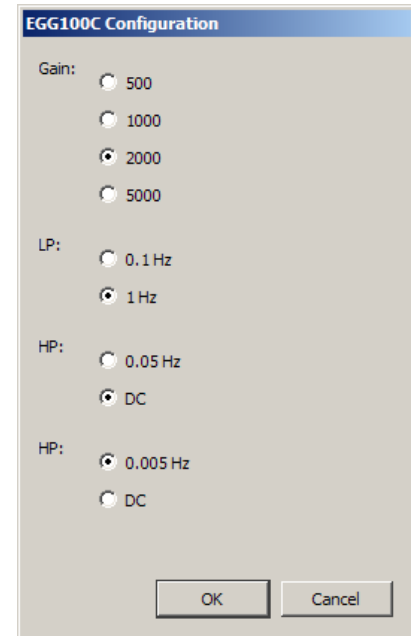 EGG100C Configuration
Gain:
500
1000
2000
5000
LP:
0.1 Hz
1 Hz
HP:
0.05 Hz
DC
HP:
0.005 Hz
DC
OK Cancel